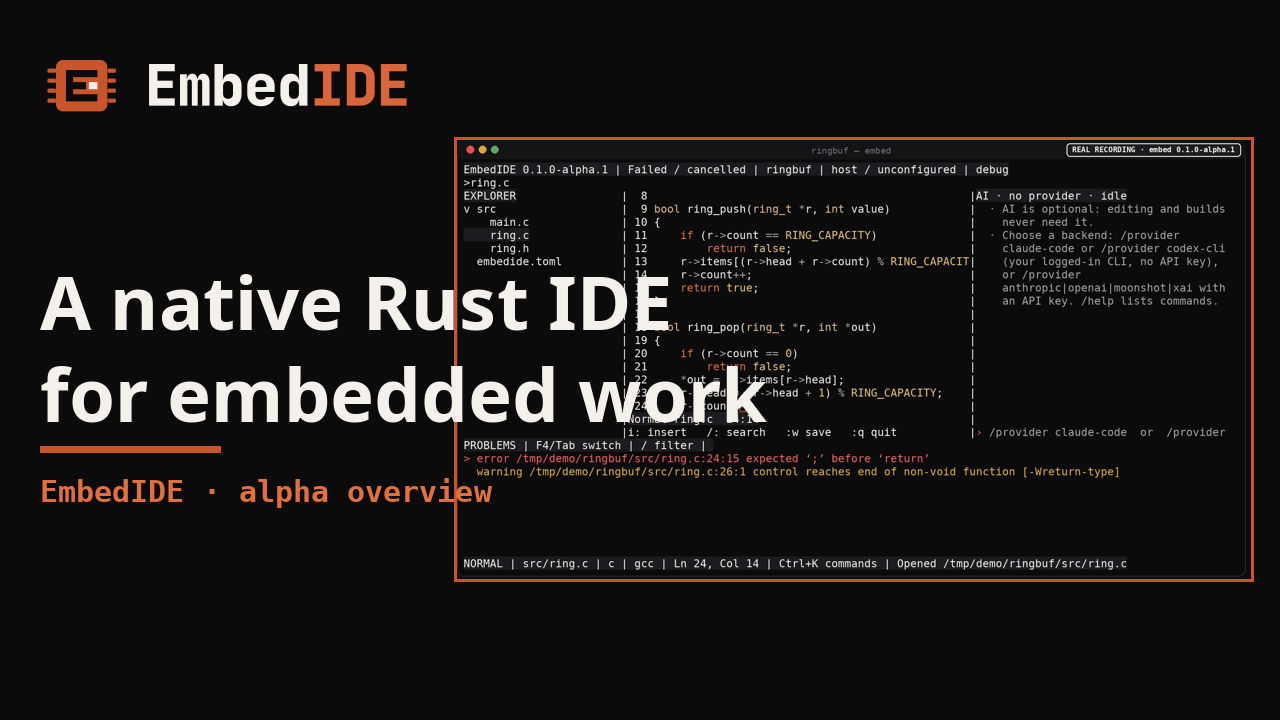 EmbedIDE
A native Rust IDE
for embedded work
EmbedIDE · alpha overview
ringbuf — embed
REAL RECORDING · embed 0.1.0-alpha.1
EmbedIDE 0.1.0-alpha.1 | Failed / cancelled | ringbuf | host / unconfigured | debug
>ring.c
EXPLORER
v src
main.c
ring.c
ring.h
embedide.toml
| 8
| 9 bool ring_push(ring_t *r, int value)
| 10 {
| 11 if (r->count == RING_CAPACITY)
| 12 return false;
| 13 r->items[(r->head + r->count) % RING_CAPACIT|
14 r->count++;
return true;
ool ring_pop(ring_t *r, int *out)
| 19 {
| 20 if (r->count == 0)
| 21 return false;
| 22 *out = >items[r->head];
>head + 1) % RING_CAPACITY;
|i: insert /: search :w save :q quit
|AI · no provider · idle
· AI is optional: editing and builds
never need it.
· Choose a backend: /provider
claude-code or /provider codex-cli
(your logged-in CLI, no API key),
or /provider
anthropic|openai|moonshot|xai with
an API key. /help lists commands.
|› /provider claude-code or /provider
PROBLEMS | F4/Tab switch | / filter |
> error /tmp/demo/ringbuf/src/ring.c:24:15 expected ‘;’ before ‘return’
warning /tmp/demo/ringbuf/src/ring.c:26:1 control reaches end of non-void function [-Wreturn-type]
NORMAL | src/ring.c | c | gcc | Ln 24, Col 14 | Ctrl+K commands | Opened /tmp/demo/ringbuf/src/ring.c